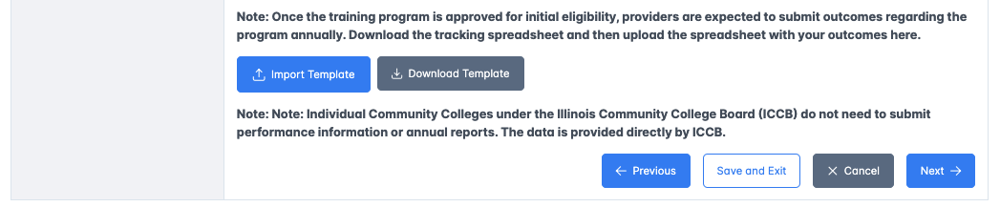 Note: Once the training program is approved for initial eligibility, providers are expected to submit outcomes regarding the
program annually. Download the tracking spreadsheet and then upload the spreadsheet with your outcomes here.
Import Template
Download Template
Note: Note: Individual Community Colleges under the Illinois Community College Board (ICCB) do not need to submit
performance information or annual reports. The data is provided directly by ICCB.
Previous
Save and Exit
Cancel
Next